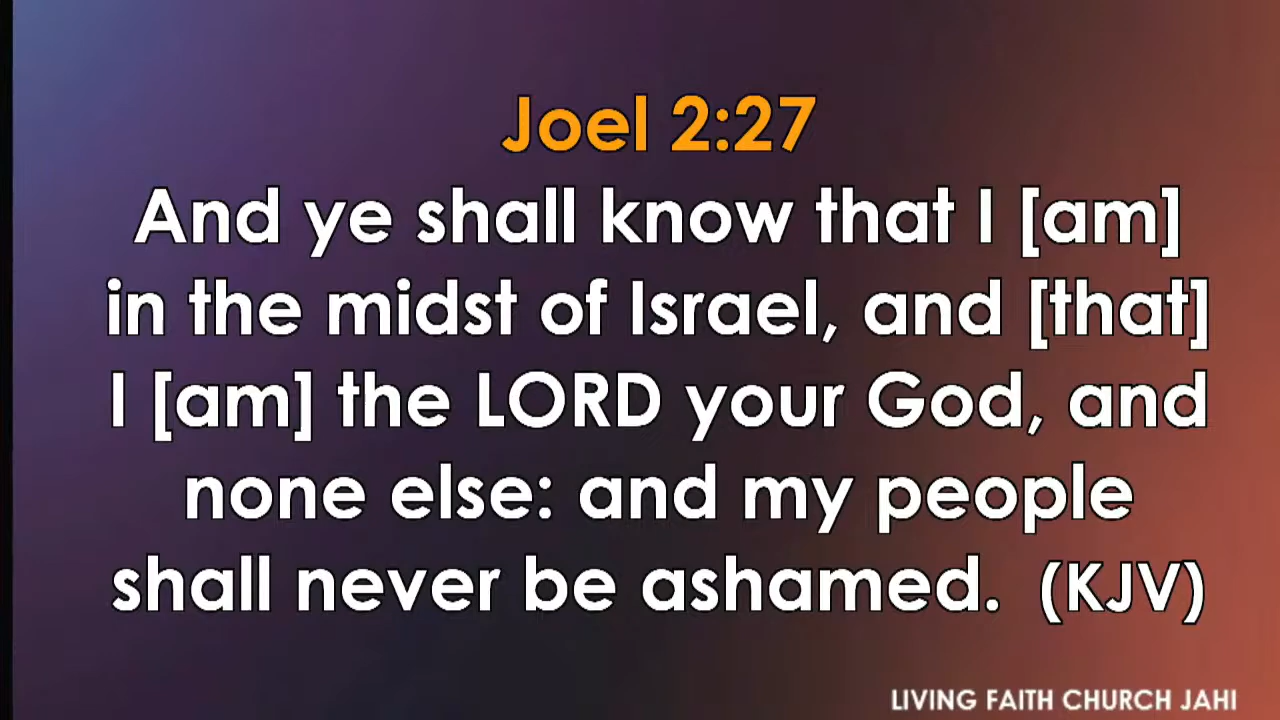 Joel 2:27
And ye shall know that I [am]
in the midst of Israel, and [that]
I [am] the LORD your God, and
none else: and my people
shall never be ashamed. (KJV)
LIVING FAITH CHURCH JAHI